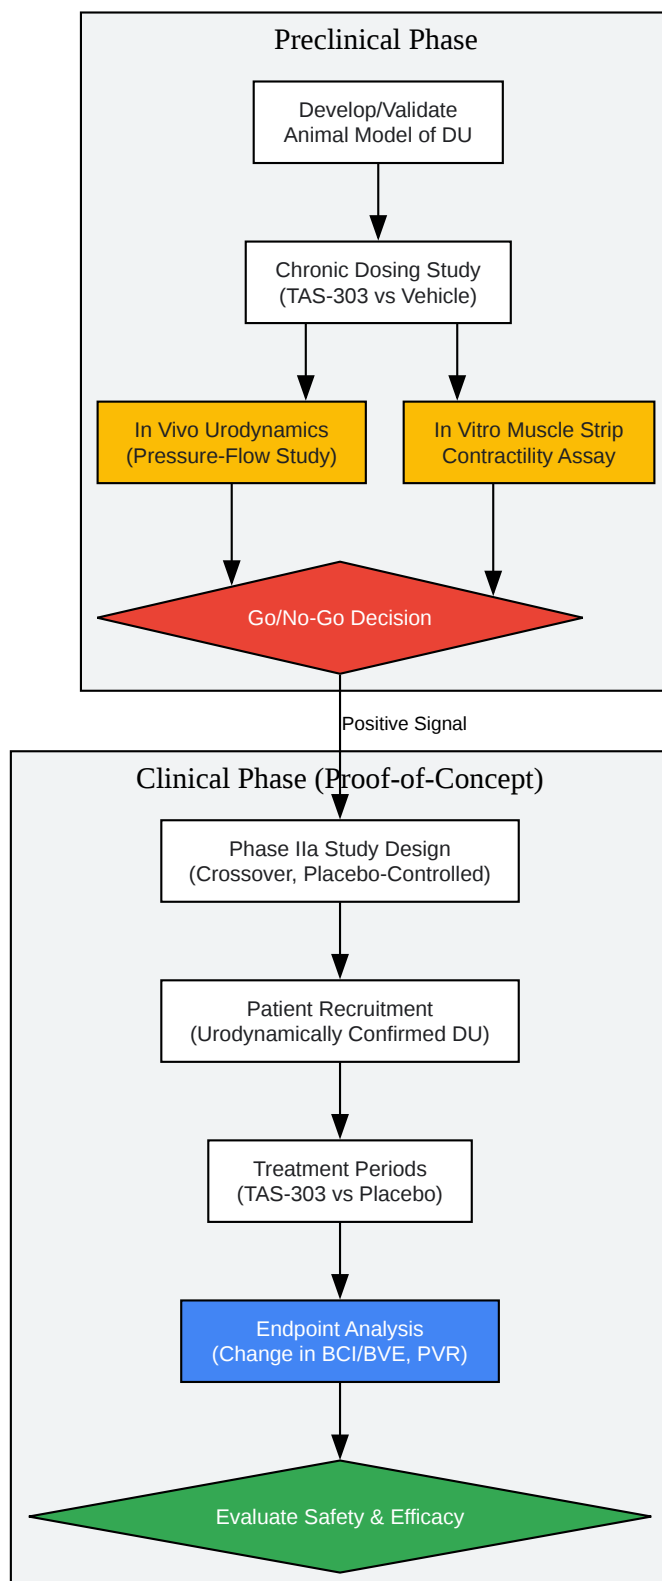 Preclinical Phase
Develop/Validate
Animal Model of DU
Chronic Dosing Study
(TAS-303 vs Vehicle)
In Vivo Urodynamics
(Pressure-Flow Study)
In Vitro Muscle Strip
Contractility Assay
Go/No-Go Decision
Positive Signal
Clinical Phase (Proof-of-Concept)
Phase IIa Study Design
(Crossover, Placebo-Controlled)
Patient Recruitment
(Urodynamically Confirmed DU)
Treatment Periods
(TAS-303 vs Placebo)
Endpoint Analysis
(Change in BCI/BVE, PVR)
Evaluate Safety & Efficacy